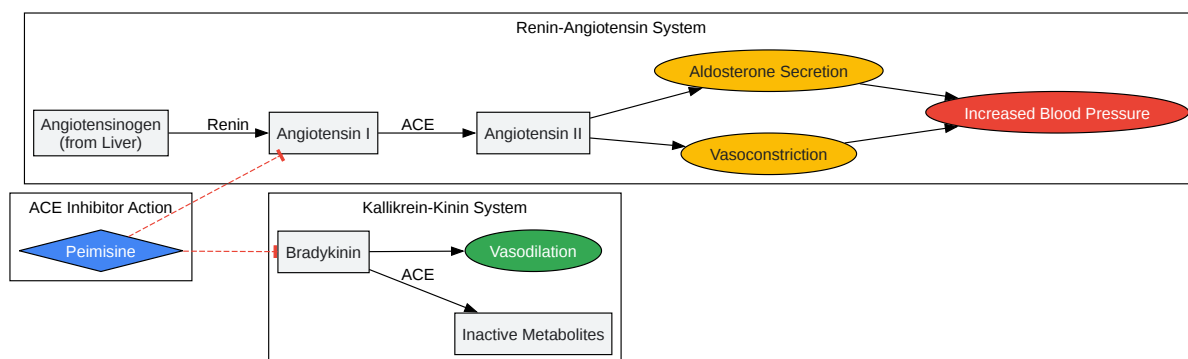 Renin-Angiotensin System
Aldosterone Secretion
Angiotensinogen
(from Liver)
Renin
Angiotensin I
ACE
Angiotensin II
Increased Blood Pressure
Vasoconstriction
ACE Inhibitor Action
Peimisine
Kallikrein-Kinin System
Bradykinin
Vasodilation
ACE
Inactive Metabolites